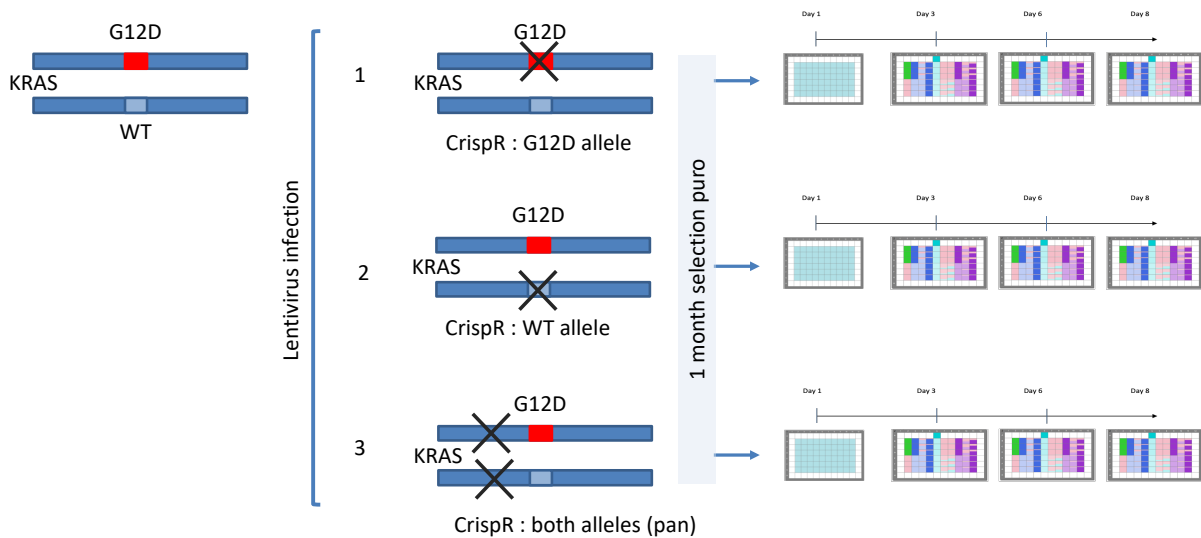 G12D
KRAS
WT
Lentivirus infection
1
G12D
KRAS
CrispR : G12D allele
2
G12D
KRAS
CrispR : WT allele
3
G12D
KRAS
CrispR : both alleles (pan)
1 month selection puro
Day 1
Day 3
Day 6
Day 8
Day 1
Day 3
Day 6
Day 8
Day 1
Day 3
Day 6
Day 8